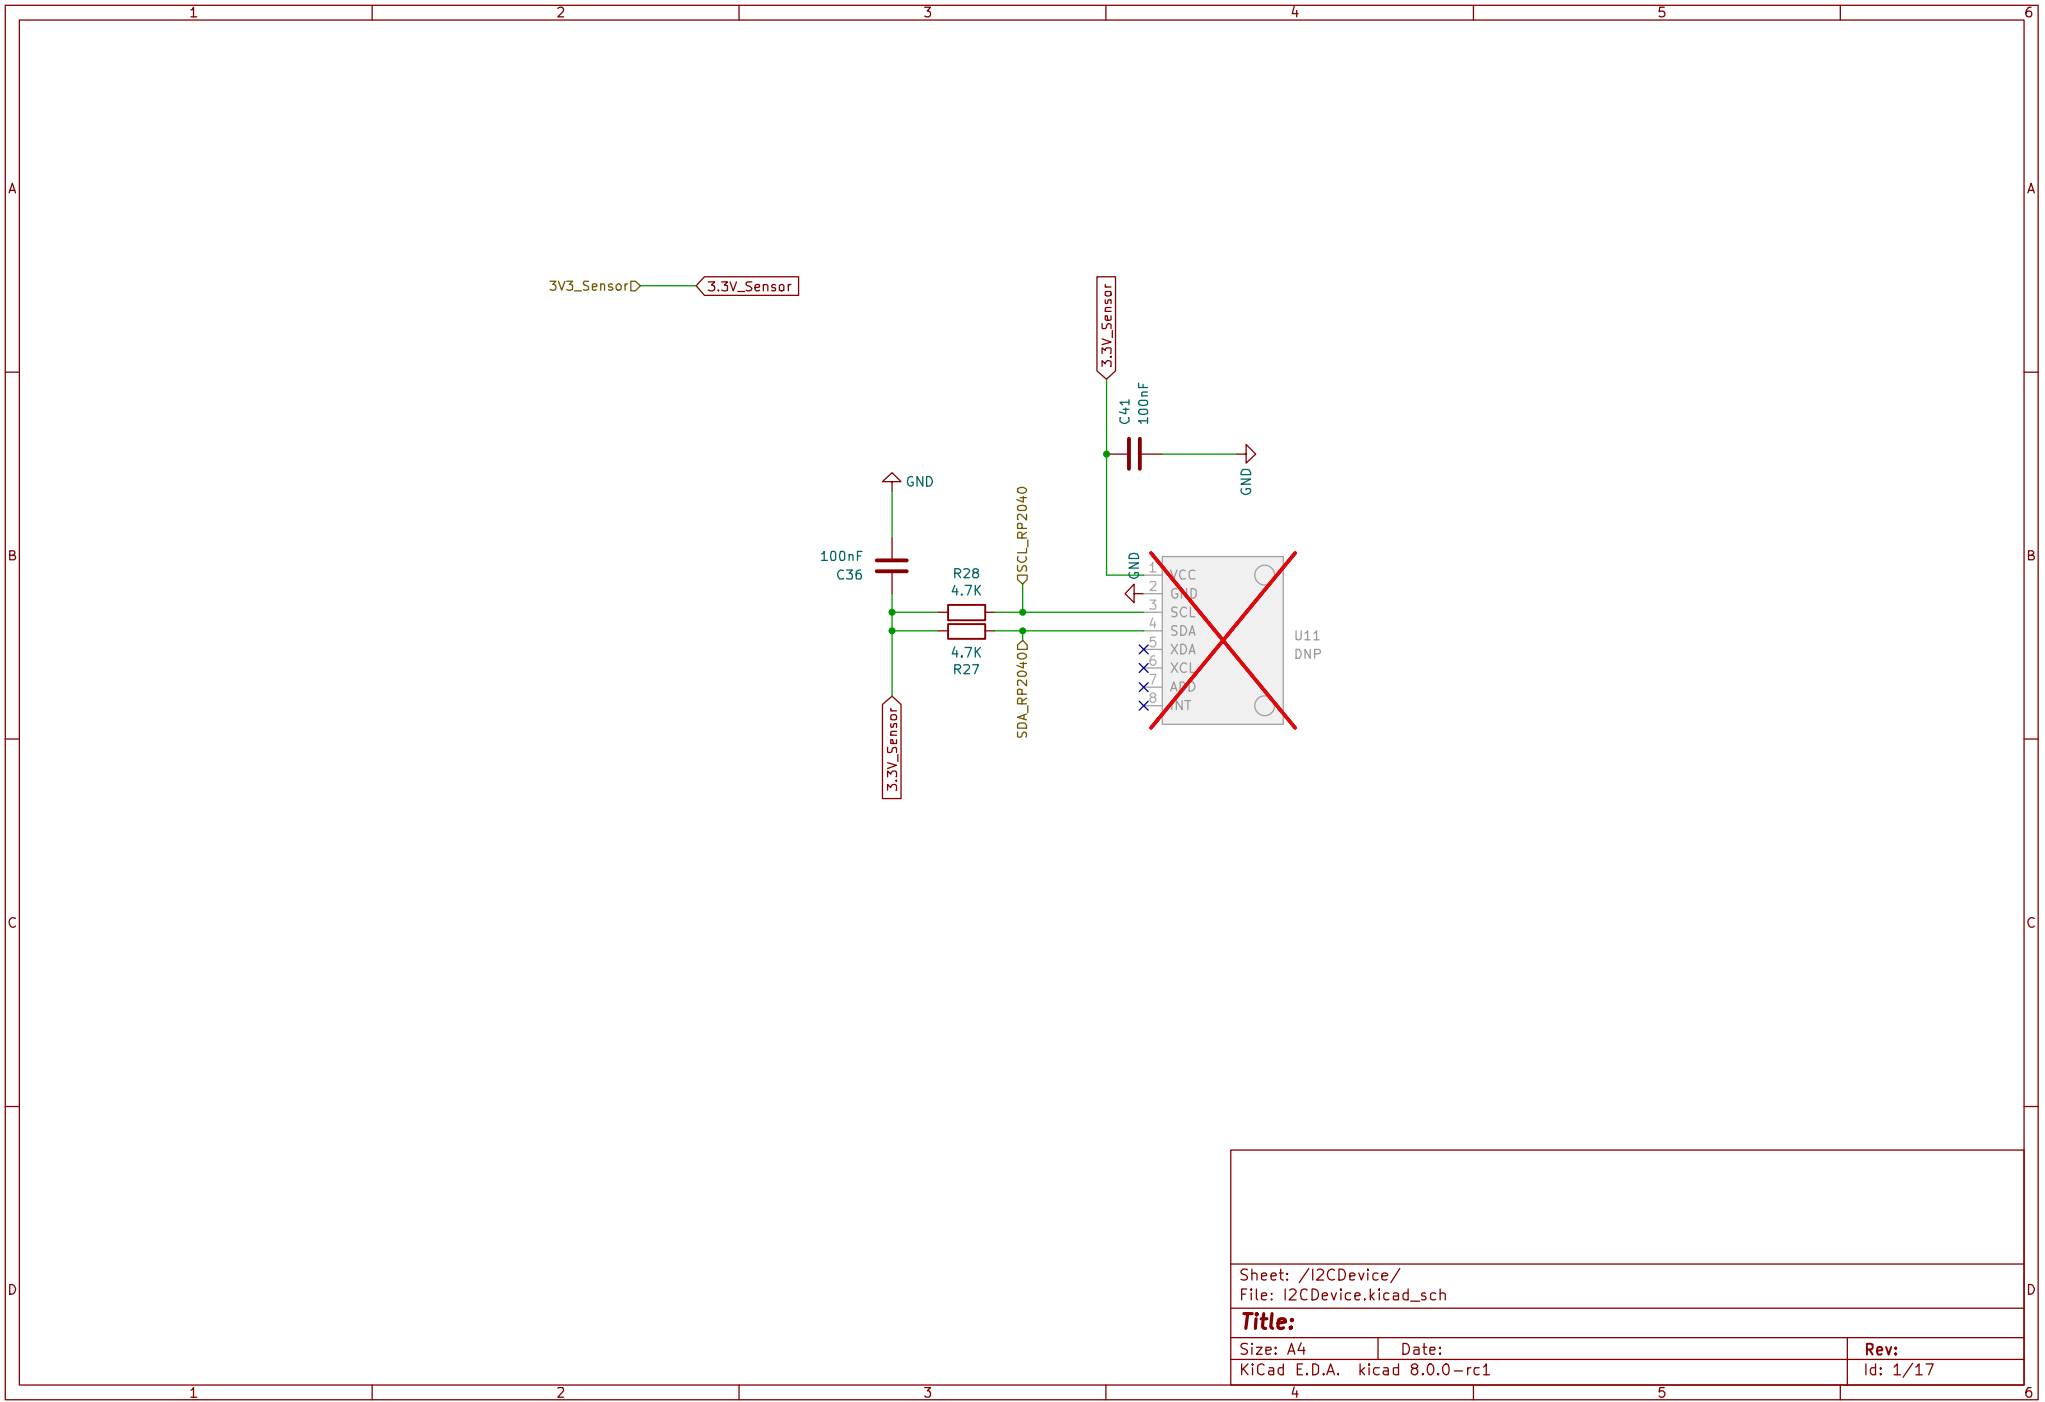 1 2 3 4 5 6
A A
3V3_Sensor 3.3V_Sensor
3.3V_Sensor
C41
100nF
GND
GND
SCL_RP2040
100nF
C36
R28
4.7K
4.7K
R27
SDA_RP2040
3.3V_Sensor
GND
B B
1 VCC
2 GND
3 SCL
4 SDA
5 XDA
6 XCL
7 ADD
8 INT
U11
DNP
C C
D D
Sheet: /I2CDevice/
File: I2CDevice.kicad_sch
Title:
Size: A4 Date: Rev:
KiCad E.D.A. kicad 8.0.0-rc1 Id: 1/17
1 2 3 4 5 6